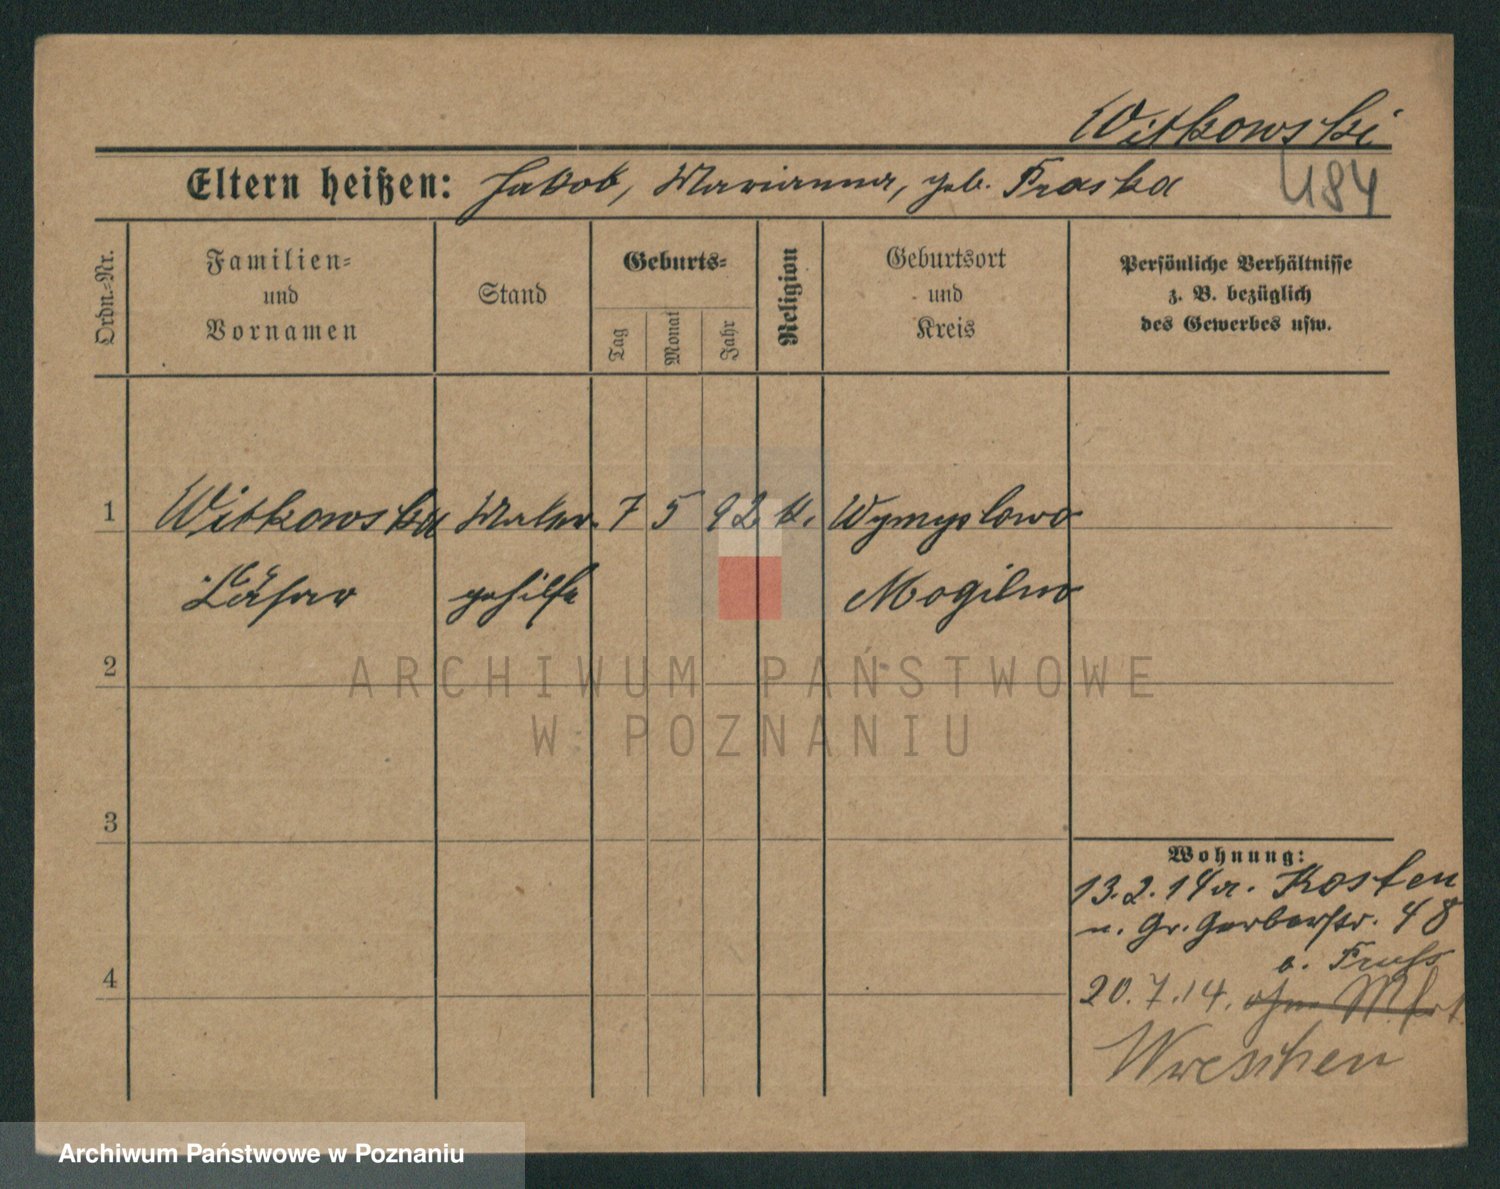 Witkowski
Eltern heißen: Jakob, Marianna, geb. Fraska
484
Ordn.-Nr.
Familien-
und
Vornamen
Stand
Geburts-
Tag
Monat
Jahr
Religion
Geburtsort
und
Kreis
Persönliche Verhältnisse
z. B. bezüglich
des Gewerbes usw.
1 Witkowski Maler 7 5 92 k. Wymyslowo
Cäsar gehilfe Mogilno
2
ARCHIWUM PAŃSTWOWE
W POZNANIU
3
Wohnung:
13.2.14 a. Kosten
n. Gr. Gerberstr. 48
b.
4
20.7.14.
Wreschen
Archiwum Państwowe w Poznaniu